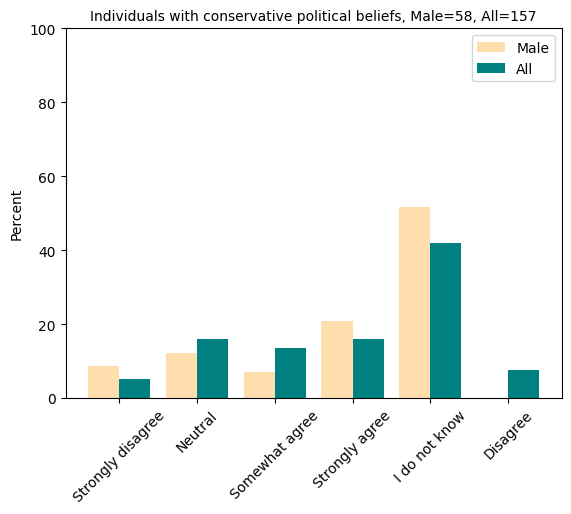 Individuals with conservative political beliefs, Male=58, All=157
100
80
60
40
20
0
Percent
Male
All
Strongly disagree
Neutral
Somewhat agree
Strongly agree
I do not know
Disagree